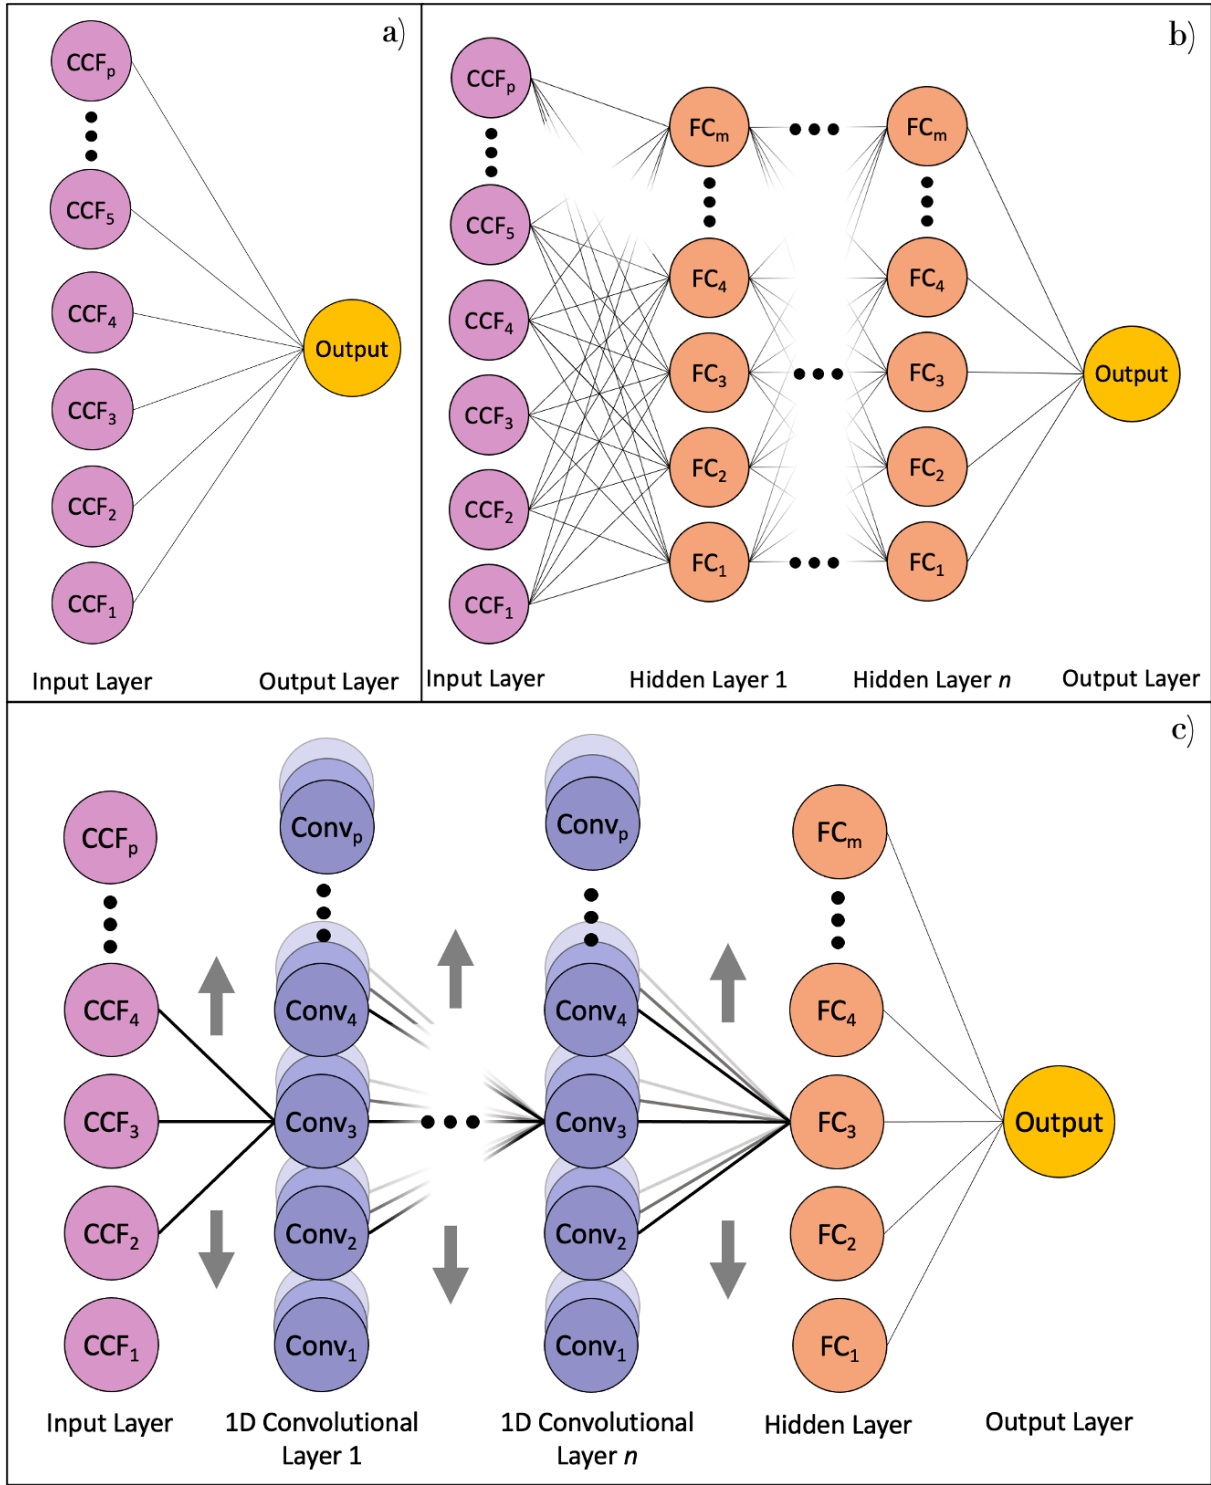 a)
CCFp
CCF5
CCF4
CCF3
CCF2
CCF1
Output
Input Layer
Output Layer
b)
CCFp
CCF5
CCF4
CCF3
CCF2
CCF1
FCm
FC4
FC3
FC2
FC1
FCm
FC4
FC3
FC2
FC1
Output
Input Layer
Hidden Layer 1
Hidden Layer n
Output Layer
c)
CCFp
CCF4
CCF3
CCF2
CCF1
Convp
Conv4
Conv3
Conv2
Conv1
Convp
Conv4
Conv3
Conv2
Conv1
FCm
FC4
FC3
FC2
FC1
Output
Input Layer
1D Convolutional
Layer 1
1D Convolutional
Layer n
Hidden Layer
Output Layer